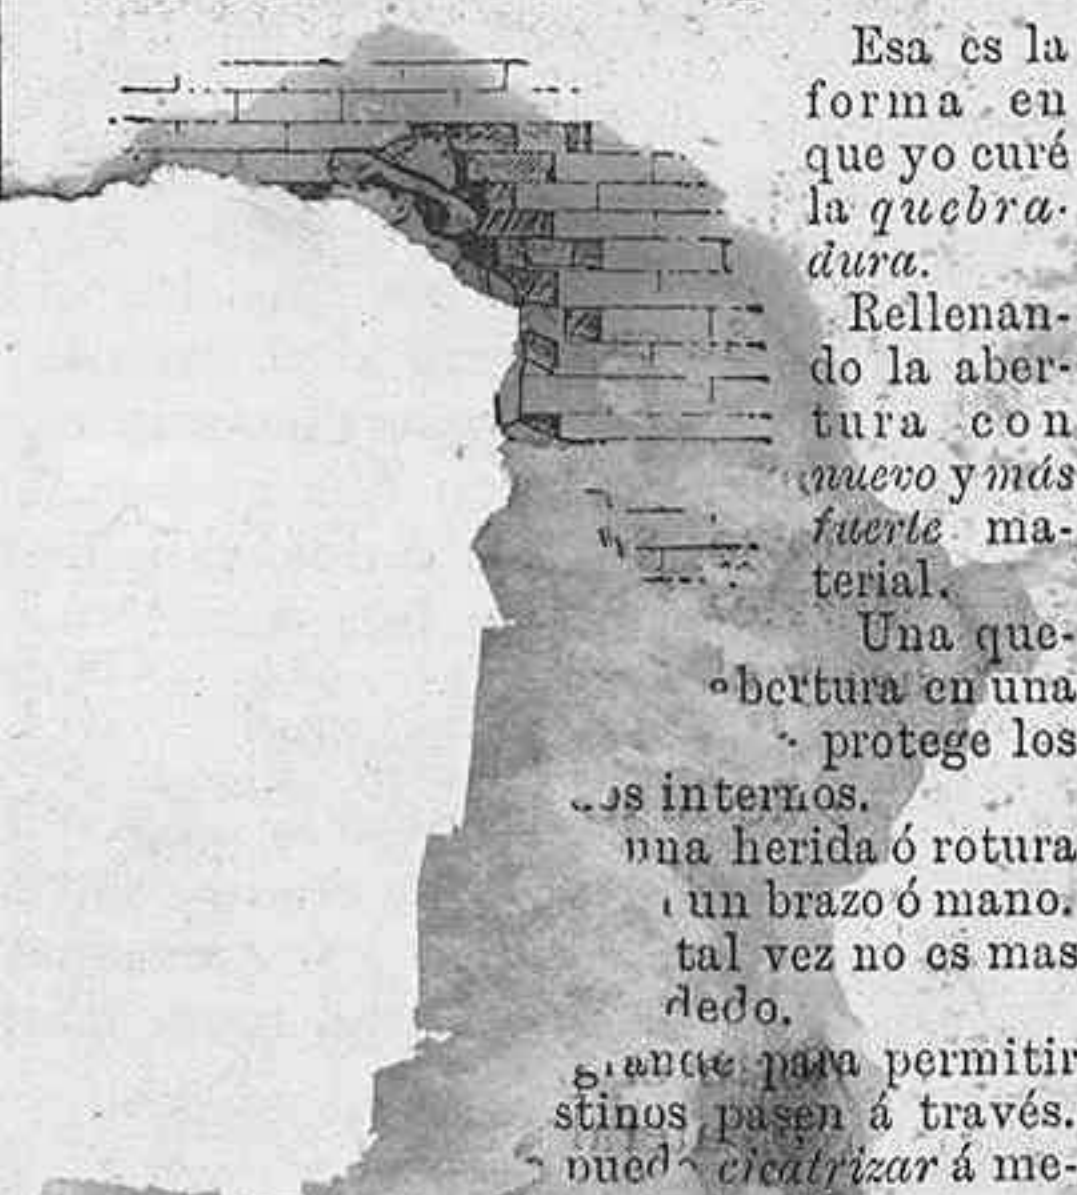 Esa es la
forma en
que yo curé
la quebra-
dura.
Rellenan-
do la aber-
tura con
nuevo y más
fuerte ma-
terial.
Una que-
bertura en una
protege los
internos.
una herida ó rotura
un brazo ó mano.
tal vez no es mas
dedo.
grande para permitir
stinos pasen á través.
puede cicatrizar á me-